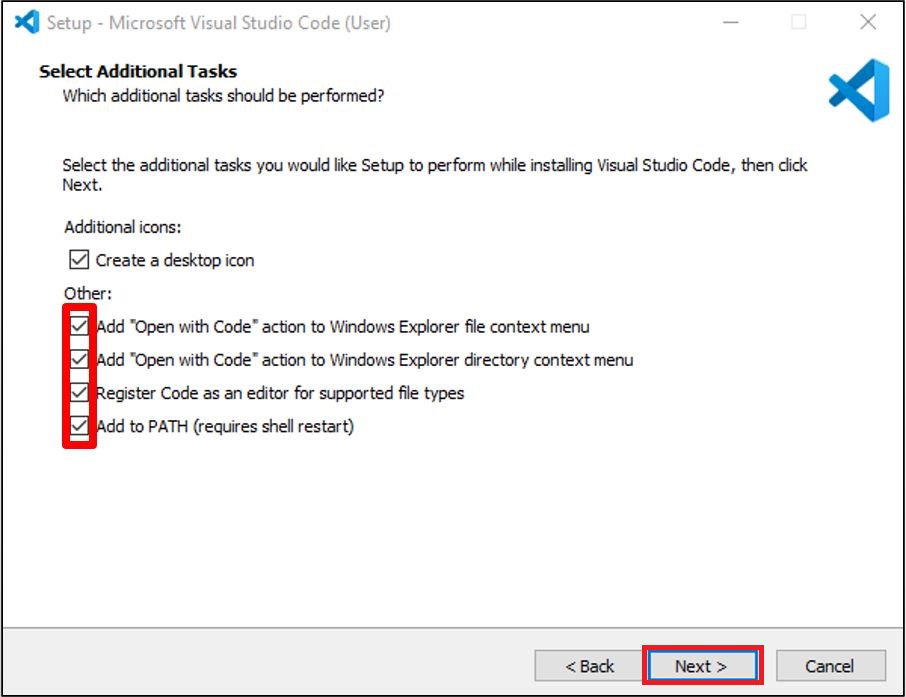 Setup - Microsoft Visual Studio Code (User)
Select Additional Tasks
Which additional tasks should be performed?
Select the additional tasks you would like Setup to perform while installing Visual Studio Code, then click
Next.
Additional icons:
Create a desktop icon
Other:
Add "Open with Code" action to Windows Explorer file context menu
Add "Open with Code" action to Windows Explorer directory context menu
Register Code as an editor for supported file types
Add to PATH (requires shell restart)
< Back Next > Cancel